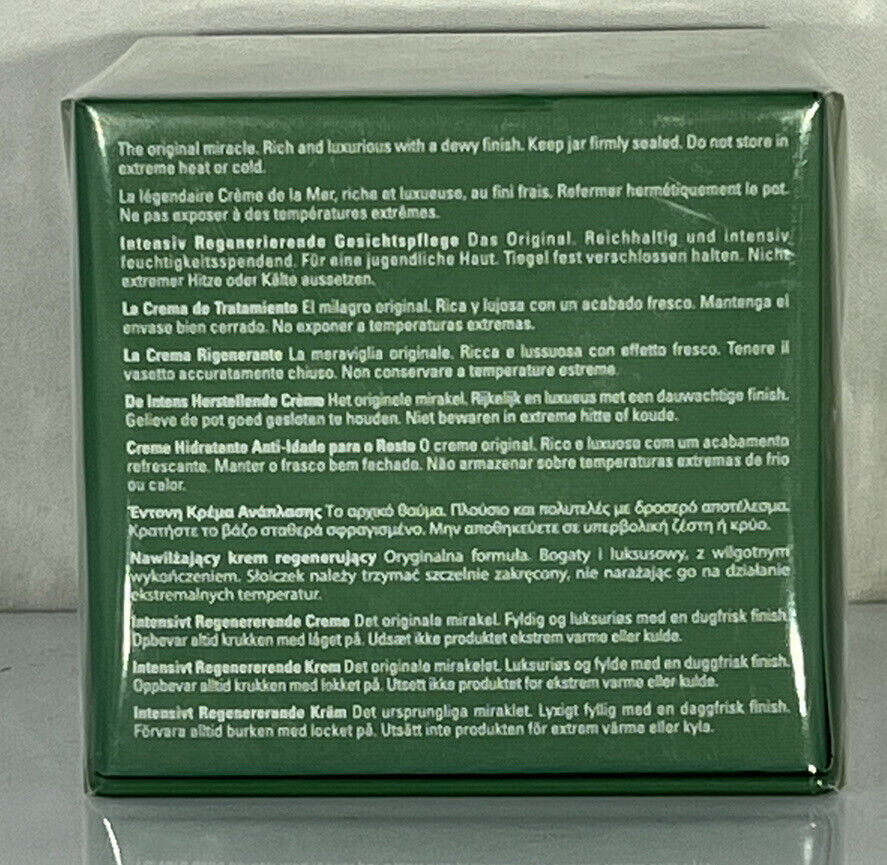 The original miracle. Rich and luxurious with a dewy finish. Keep jar firmly sealed. Do not store in
extreme heat or cold.
La légendaire Crème de la Mer, riche et luxueuse, au fini frais. Refermer hermétiquement le pot.
Ne pas exposer à des températures extrêmes.
Intensiv Regenerierende Gesichtspflege Das Original. Reichhaltig und intensiv
feuchtigkeitsspendend. Für eine jugendliche Haut. Tiegel fest verschlossen halten. Nicht
extremer Hitze oder Kälte aussetzen.
La Crema de Tratamiento El milagro original. Rica y lujosa con un acabado fresco. Mantenga el
envase bien cerrado. No exponer a temperaturas extremas.
La Crema Rigenerante La meraviglia originale. Ricca e lussuosa con effetto fresco. Tenere il
vasetto accuratamente chiuso. Non conservare a temperature estreme.
De Intens Herstellende Crème Het originele mirakel. Rijkelijk en luxueus met een dauwachtige finish.
Gelieve de pot goed gesloten te houden. Niet bewaren in extreme hitte of koude.
Creme Hidratante Anti-Idade para o Rosto O creme original. Rico e luxuoso com um acabamento
refrescante. Manter o frasco bem fechado. Não armazenar sobre temperaturas extremas de frio
ou calor.
Έντονη Κρέμα Ανάπλασης Το αρχικό θαύμα. Πλούσιο και πολυτελές με δροσερό αποτέλεσμα.
Κρατήστε το βάζο σταθερά σφραγισμένο. Μην αποθηκεύετε σε υπερβολική ζέστη ή κρύο.
Nawilżający krem regenerujący Oryginalna formuła. Bogaty i luksusowy, z wilgotnym
wykończeniem. Słoiczek należy trzymać szczelnie zakręcony, nie narażając go na działanie
ekstremalnych temperatur.
Intensivt Regenererende Creme Det originale mirakel. Fyldig og luksuriøs med en dugfrisk finish.
Opbevar altid krukken med låget på. Udsæt ikke produktet ekstrem varme eller kulde.
Intensivt Regenererende Krem Det originale mirakelet. Luksuriøs og fylde med en duggfrisk finish.
Oppbevar alltid krukken med lokket på. Utsett ikke produktet for ekstrem varme eller kulde.
Intensivt Regenererande Kräm Det ursprungliga miraklet. Lyxigt fyllig med en daggfrisk finish.
Förvara alltid burken med locket på. Utsätt inte produkten för extrem värme eller kyla.